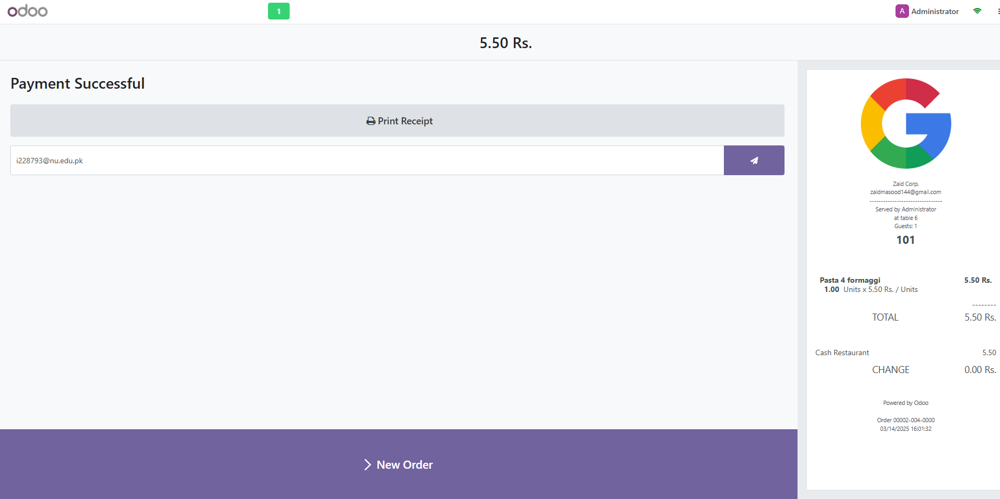 odoo
1
A Administrator
5.50 Rs.
Payment Successful
Print Receipt
i228793@nu.edu.pk
New Order
Zaid Corp.
zaidmasood144@gmail.com
--------------------------------
Served by Administrator
at table 6
Guests: 1
101
Pasta 4 formaggi 5.50 Rs.
1.00 Units x 5.50 Rs. / Units
--------
TOTAL 5.50 Rs.
Cash Restaurant 5.50
CHANGE 0.00 Rs.
Powered by Odoo
Order 00002-004-0000
03/14/2025 16:01:32